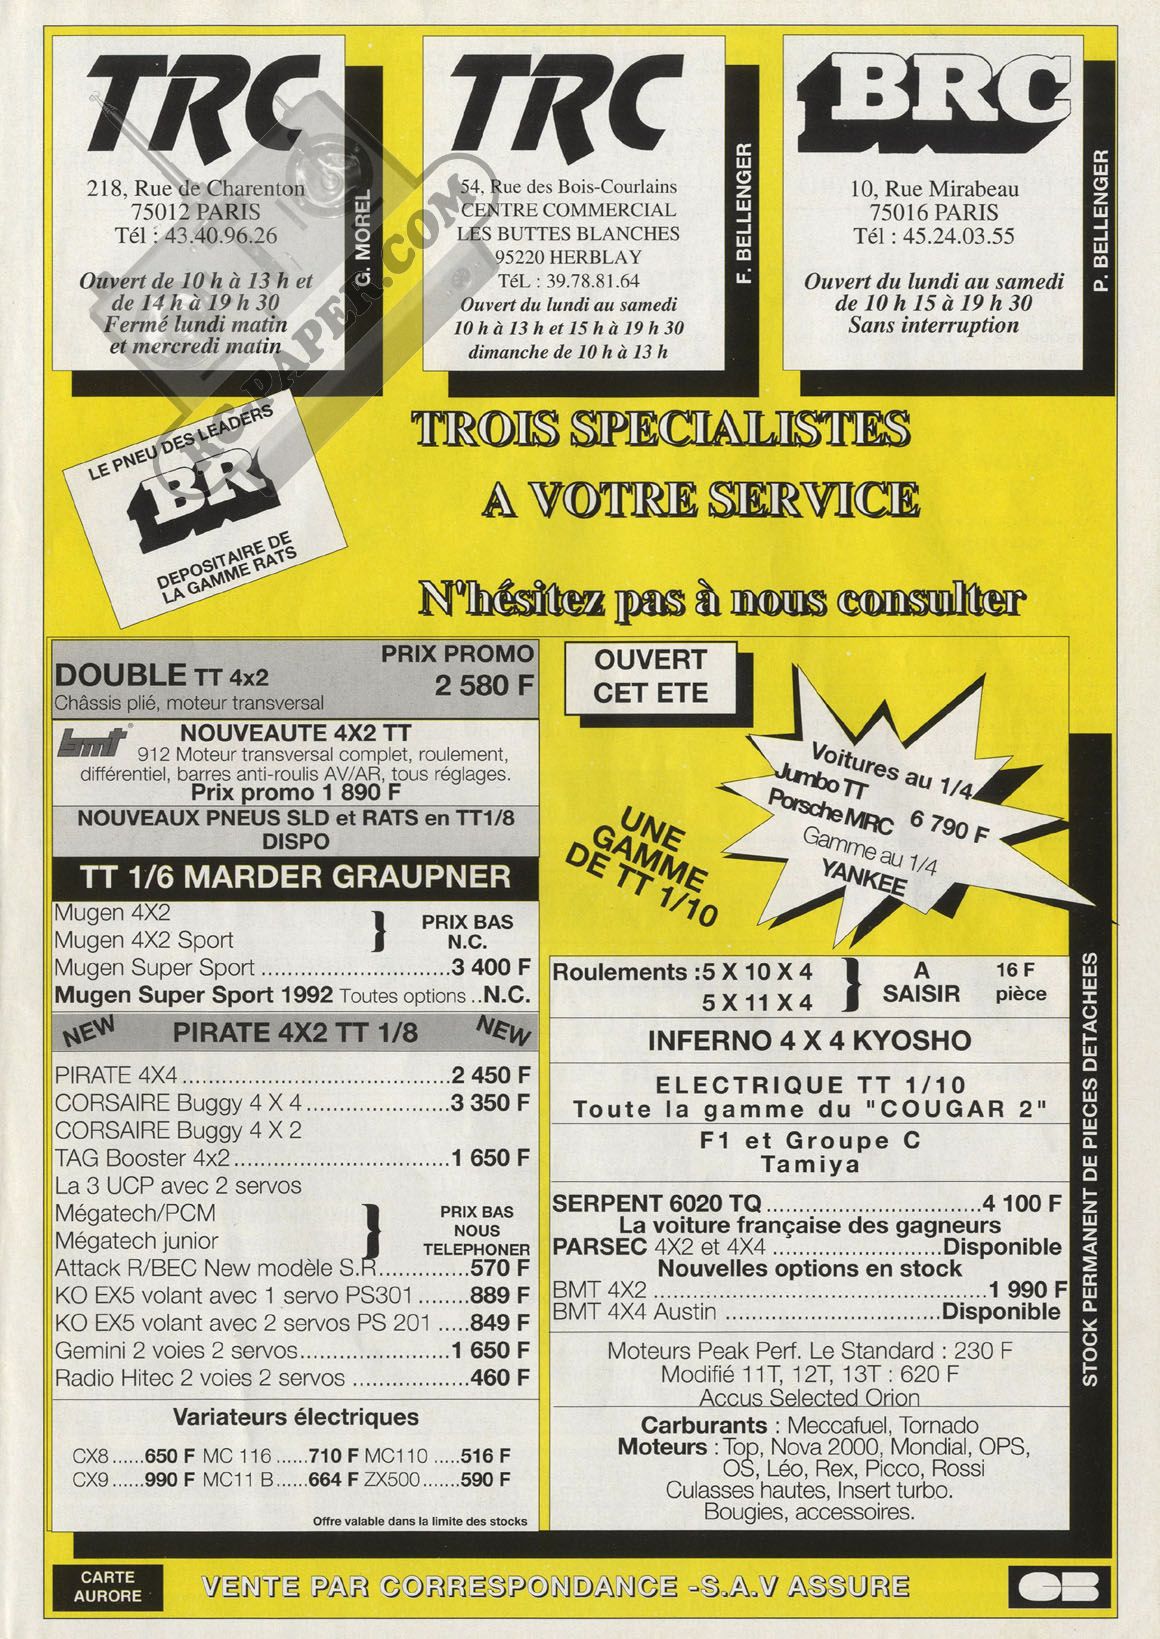 TRC
218, Rue de Charenton
75012 PARIS
Tél : 43.40.96.26
Ouvert de 10 h à 13 h et
de 14 h à 19 h 30
Fermé lundi matin
et mercredi matin
G. MOREL
TRC
54, Rue des Bois-Courlains
CENTRE COMMERCIAL
LES BUTTES BLANCHES
95220 HERBLAY
TéL : 39.78.81.64
Ouvert du lundi au samedi
10 h à 13 h et 15 h à 19 h 30
dimanche de 10 h à 13 h
F. BELLENGER
BRC
10, Rue Mirabeau
75016 PARIS
Tél : 45.24.03.55
Ouvert du lundi au samedi
de 10 h 15 à 19 h 30
Sans interruption
P. BELLENGER
RC-PAPER.COM
LE PNEU DES LEADERS
BR
DEPOSITAIRE DE
LA GAMME RATS
TROIS SPECIALISTES
A VOTRE SERVICE
N'hésitez pas à nous consulter
DOUBLE TT 4x2
PRIX PROMO
2 580 F
Châssis plié, moteur transversal
bmt®
NOUVEAUTE 4X2 TT
912 Moteur transversal complet, roulement,
différentiel, barres anti-roulis AV/AR, tous réglages.
Prix promo 1 890 F
NOUVEAUX PNEUS SLD et RATS en TT1/8
DISPO
TT 1/6 MARDER GRAUPNER
Mugen 4X2
Mugen 4X2 Sport
} PRIX BAS
N.C.
Mugen Super Sport ..........................3 400 F
Mugen Super Sport 1992 Toutes options ..N.C.
NEW PIRATE 4X2 TT 1/8 NEW
PIRATE 4X4.....................................2 450 F
CORSAIRE Buggy 4 X 4....................3 350 F
CORSAIRE Buggy 4 X 2
TAG Booster 4x2..............................1 650 F
La 3 UCP avec 2 servos
Mégatech/PCM
Mégatech junior
} PRIX BAS
NOUS
TELEPHONER
Attack R/BEC New modèle S.R.............570 F
KO EX5 volant avec 1 servo PS301........889 F
KO EX5 volant avec 2 servos PS 201 .....849 F
Gemini 2 voies 2 servos.....................1 650 F
Radio Hitec 2 voies 2 servos ................460 F
Variateurs électriques
CX8......650 F MC 116 ......710 F MC110 .....516 F
CX9......990 F MC11 B......664 F ZX500.......590 F
Offre valable dans la limite des stocks
OUVERT
CET ETE
Voitures au 1/4
Jumbo TT
Porsche MRC 6 790 F
Gamme au 1/4
YANKEE
UNE
GAMME
DE TT 1/10
Roulements :5 X 10 X 4
5 X 11 X 4
} A
SAISIR
16 F
pièce
INFERNO 4 X 4 KYOSHO
ELECTRIQUE TT 1/10
Toute la gamme du "COUGAR 2"
F1 et Groupe C
Tamiya
SERPENT 6020 TQ ................................4 100 F
La voiture française des gagneurs
PARSEC 4X2 et 4X4 .........................Disponible
Nouvelles options en stock
BMT 4X2 ...............................................1 990 F
BMT 4X4 Austin ................................Disponible
Moteurs Peak Perf. Le Standard : 230 F
Modifié 11T, 12T, 13T : 620 F
Accus Selected Orion
Carburants : Meccafuel, Tornado
Moteurs : Top, Nova 2000, Mondial, OPS,
OS, Léo, Rex, Picco, Rossi
Culasses hautes, Insert turbo.
Bougies, accessoires.
STOCK PERMANENT DE PIECES DETACHEES
CARTE
AURORE
VENTE PAR CORRESPONDANCE -S.A.V ASSURE
CB